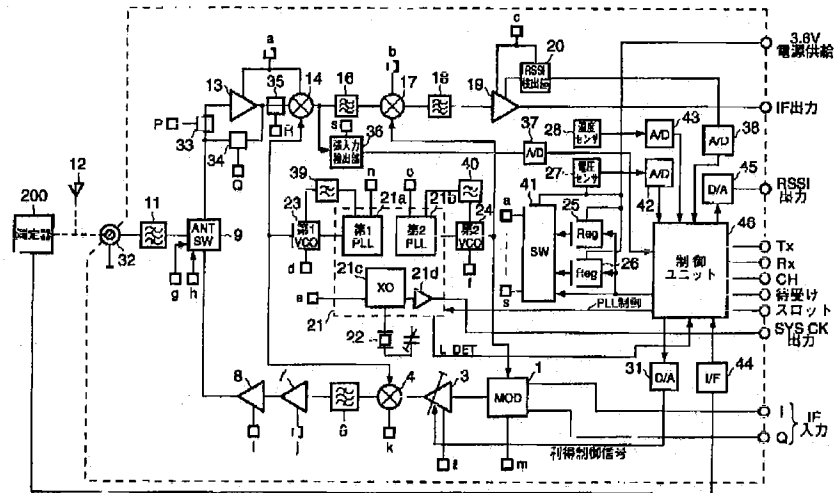 a
b
c
20
3.8V
電源供給
13
35
14
16
17
18
19
RSSI
検出部
IF出力
P
33
34
R
Q
s
強入力
検出部
36
37
A/D
28
温度
センサ
A/D
43
A/D
38
27
電圧
センサ
A/D
42
D/A
45
RSSI
出力
12
200
測定器
32
11
ANT
SW
9
g
h
39
n
o
40
23
第1
VCO
21a
第1
PLL
21b
第2
PLL
24
第2
VCO
d
f
41
a
SW
s
25
Reg
Reg
26
46
制御
ユニット
Tx
Rx
CH
待受け
スロット
SYS CK
出力
21c
XO
21d
e
21
22
PLL制御
L DET
8
7
6
4
3
1
MOD
31
D/A
I/F
44
i
j
k
ℓ
m
利得制御信号
I
Q
IF
入力